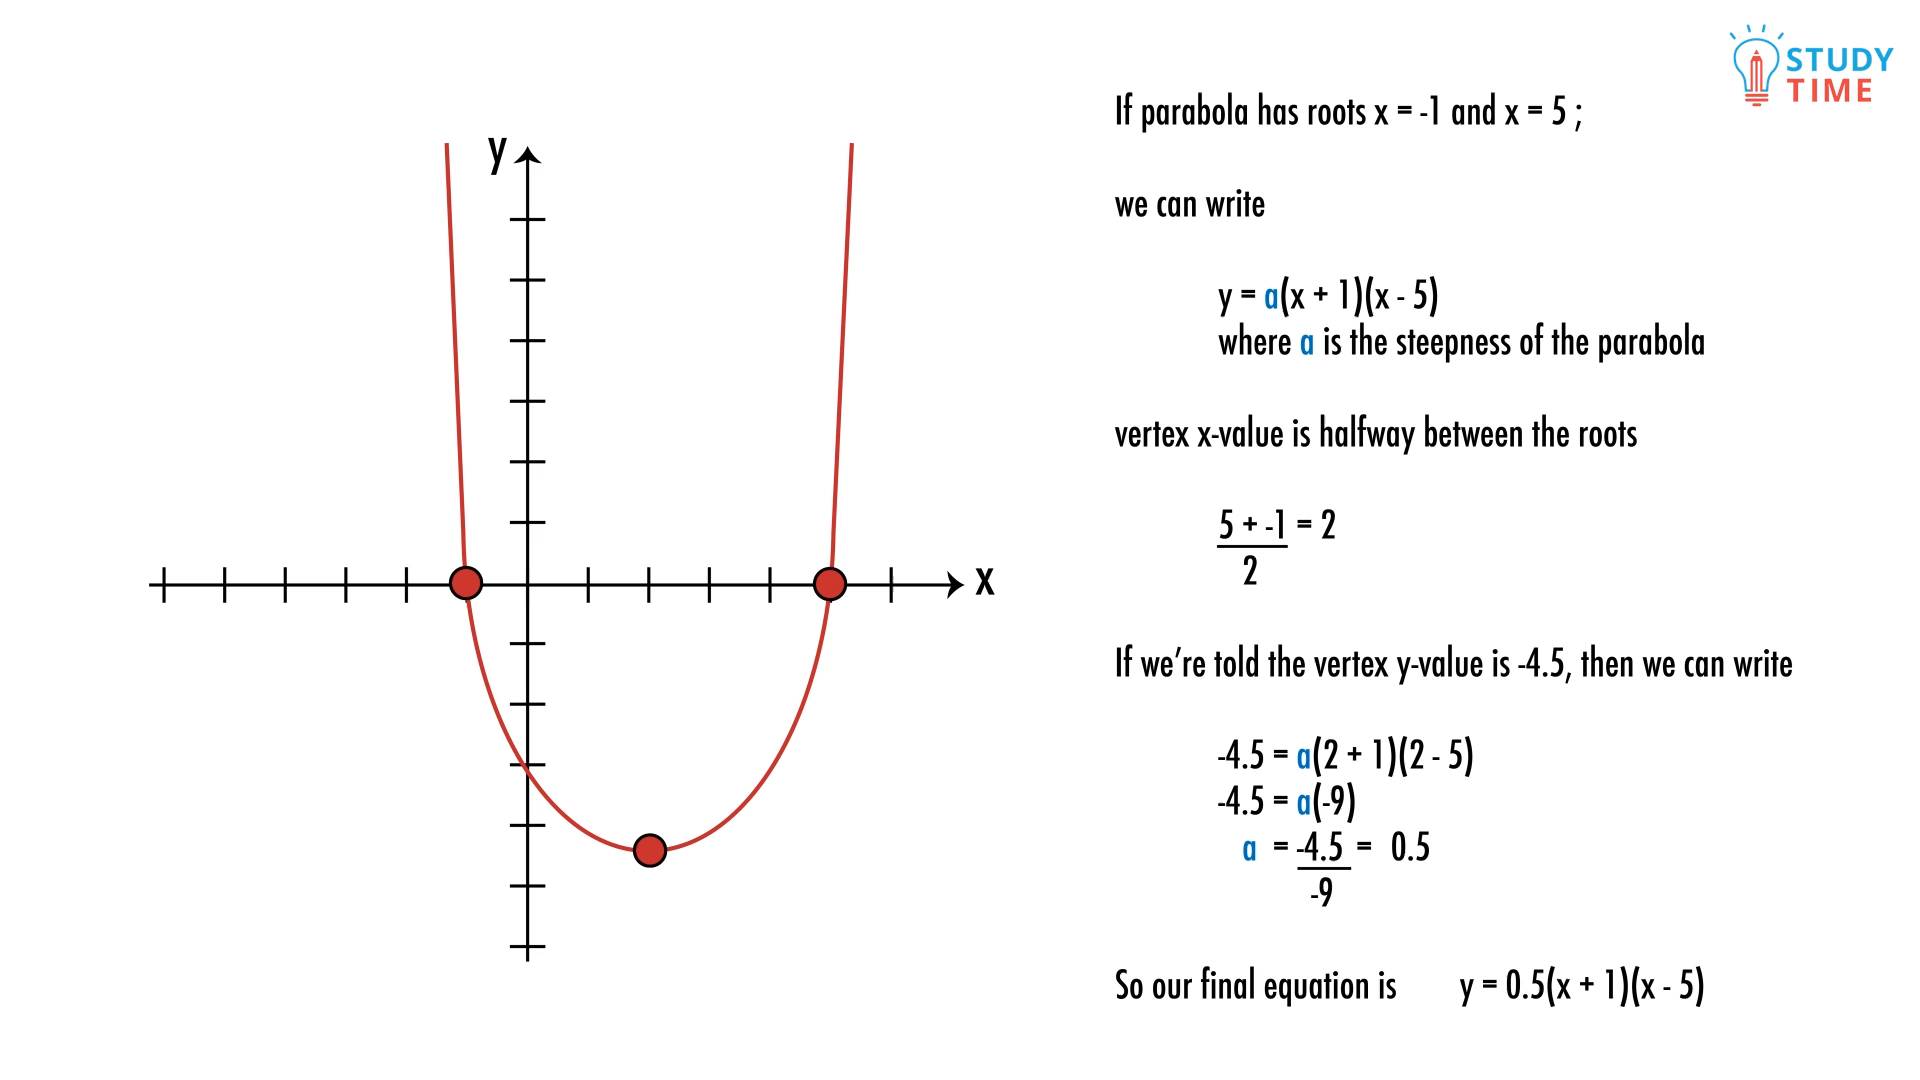 STUDY
TIME
If parabola has roots x = -1 and x = 5 ;
we can write
y = a(x + 1)(x - 5)
where a is the steepness of the parabola
vertex x-value is halfway between the roots
5 + -1 = 2
2
If we’re told the vertex y-value is -4.5, then we can write
-4.5 = a(2 + 1)(2 - 5)
-4.5 = a(-9)
a = -4.5 = 0.5
-9
So our final equation is y = 0.5(x + 1)(x - 5)
y
x